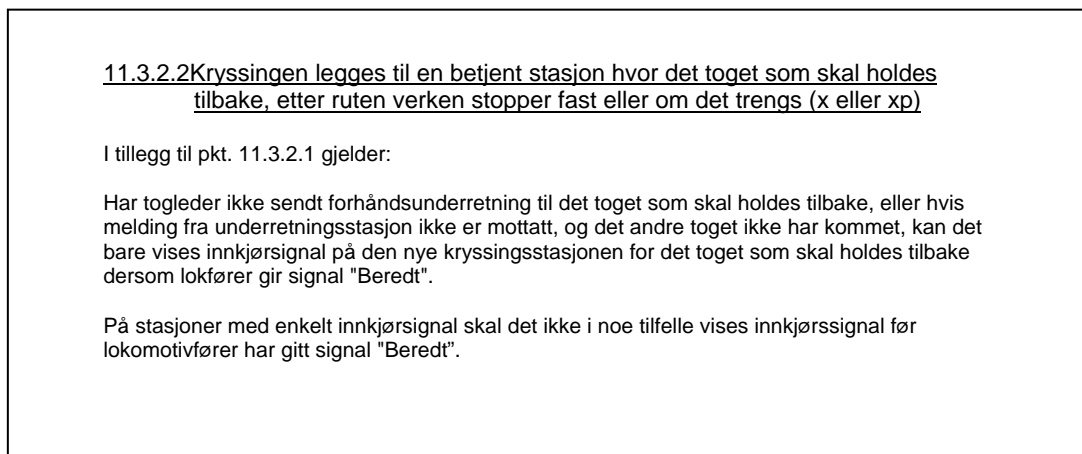 11.3.2.2Kryssingen legges til en betjent stasjon hvor det toget som skal holdes
tilbake, etter ruten verken stopper fast eller om det trengs (x eller xp)
I tillegg til pkt. 11.3.2.1 gjelder:
Har togleder ikke sendt forhåndsunderretning til det toget som skal holdes tilbake, eller hvis
melding fra underretningsstasjon ikke er mottatt, og det andre toget ikke har kommet, kan det
bare vises innkjørsignal på den nye kryssingsstasjonen for det toget som skal holdes tilbake
dersom lokfører gir signal "Beredt".
På stasjoner med enkelt innkjørsignal skal det ikke i noe tilfelle vises innkjørssignal før
lokomotivfører har gitt signal "Beredt”.